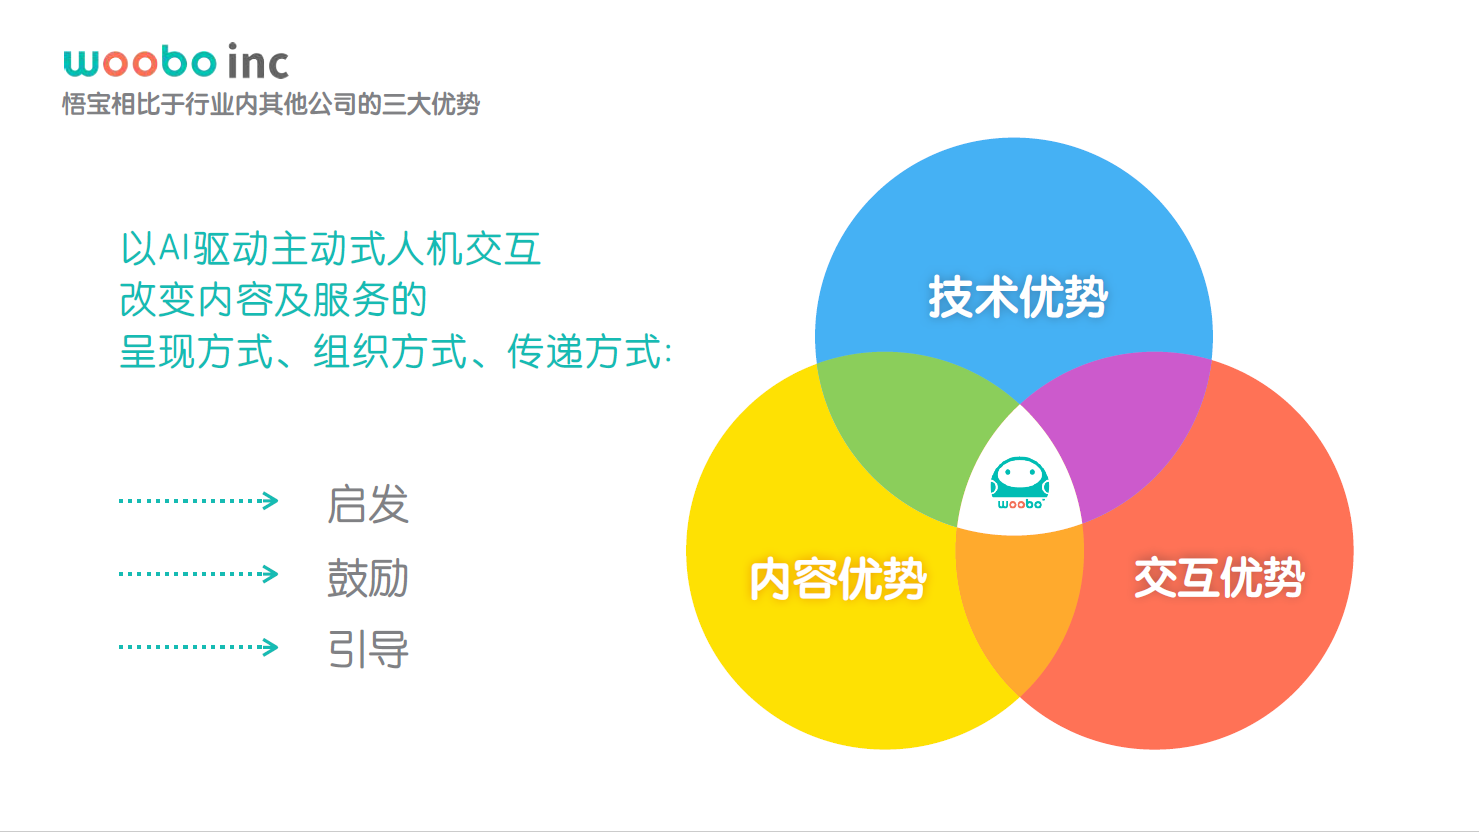 woobo inc
悟宝相比于行业内其他公司的三大优势
以AI驱动主动式人机交互
改变内容及服务的
呈现方式、组织方式、传递方式:
启发
鼓励
引导
技术优势
woobo
内容优势
交互优势